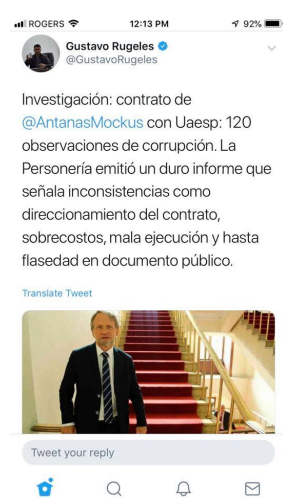 ROGERS 12:13 PM 92%
Gustavo Rugeles
@GustavoRugeles
Investigación: contrato de
@AntanasMockus con Uaesp: 120
observaciones de corrupción. La
Personería emitió un duro informe que
señala inconsistencias como
direccionamiento del contrato,
sobrecostos, mala ejecución y hasta
flasedad en documento público.
Translate Tweet
Tweet your reply